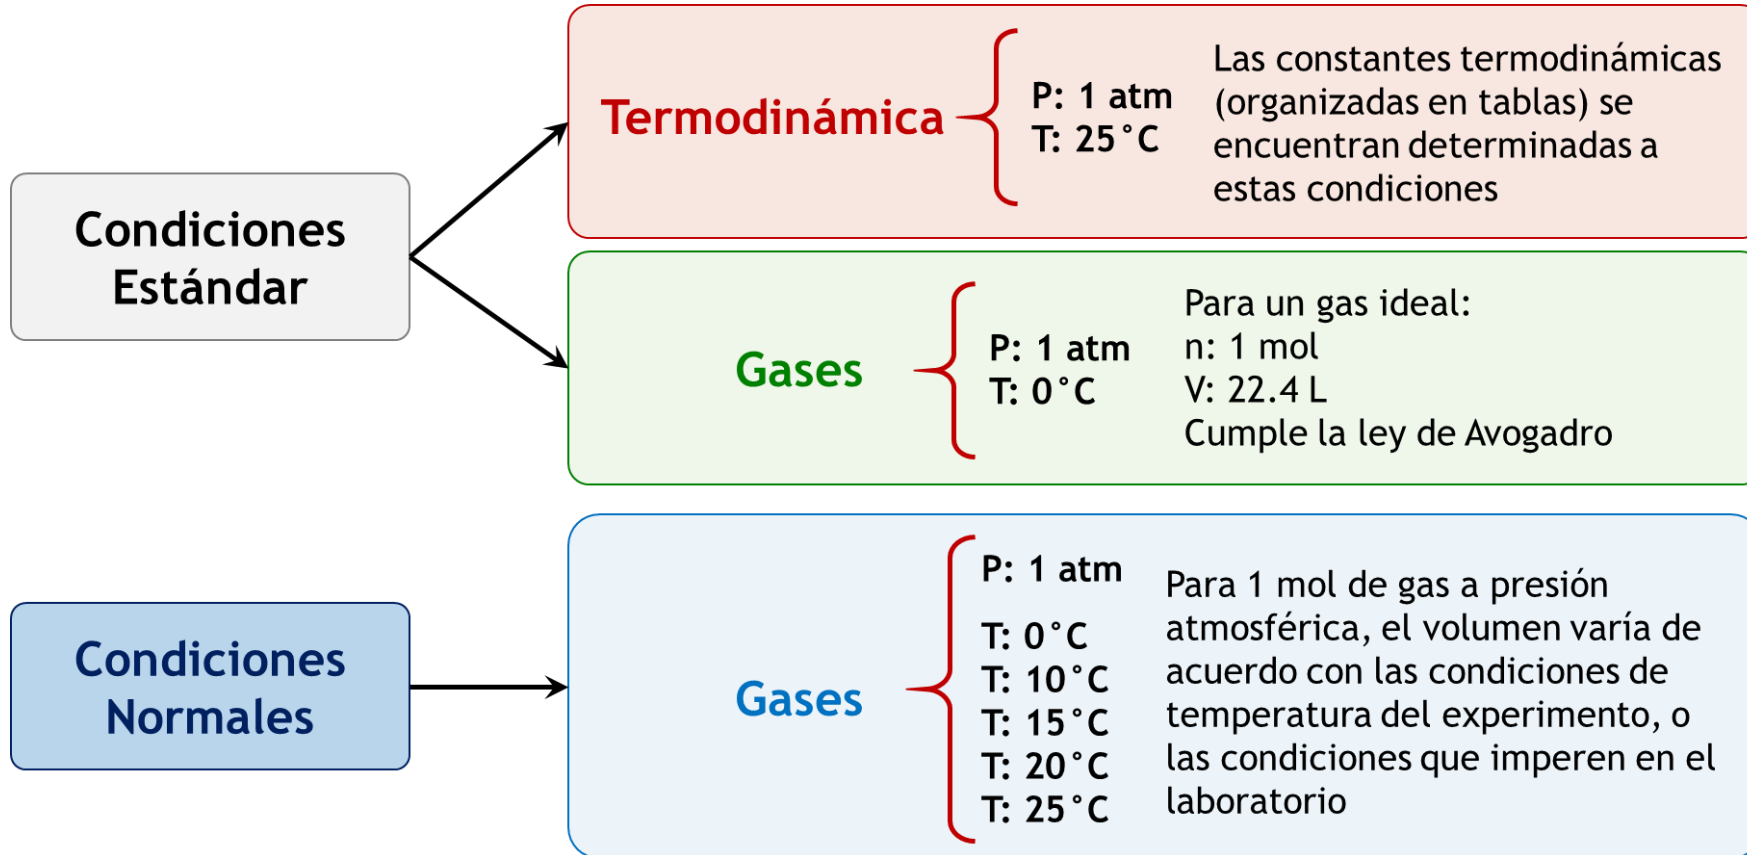 Condiciones
Estándar
Termodinámica
P: 1 atm
T: 25°C
Las constantes termodinámicas
(organizadas en tablas) se
encuentran determinadas a
estas condiciones
Gases
P: 1 atm
T: 0°C
Para un gas ideal:
n: 1 mol
V: 22.4 L
Cumple la ley de Avogadro
Condiciones
Normales
Gases
P: 1 atm
T: 0°C
T: 10°C
T: 15°C
T: 20°C
T: 25°C
Para 1 mol de gas a presión
atmosférica, el volumen varía de
acuerdo con las condiciones de
temperatura del experimento, o
las condiciones que imperen en el
laboratorio